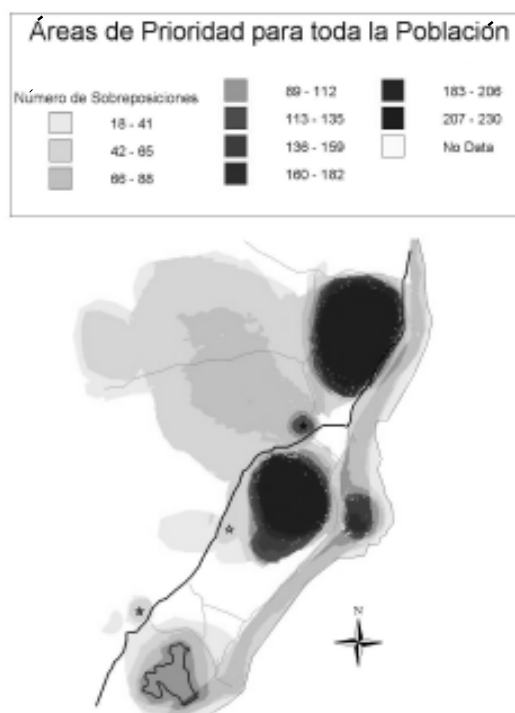 Áreas de Prioridad para toda la Población
Número de Sobreposiciones
18 - 41
42 - 65
66 - 88
89 - 112
113 - 135
136 - 159
160 - 182
183 - 206
207 - 230
No Data
N